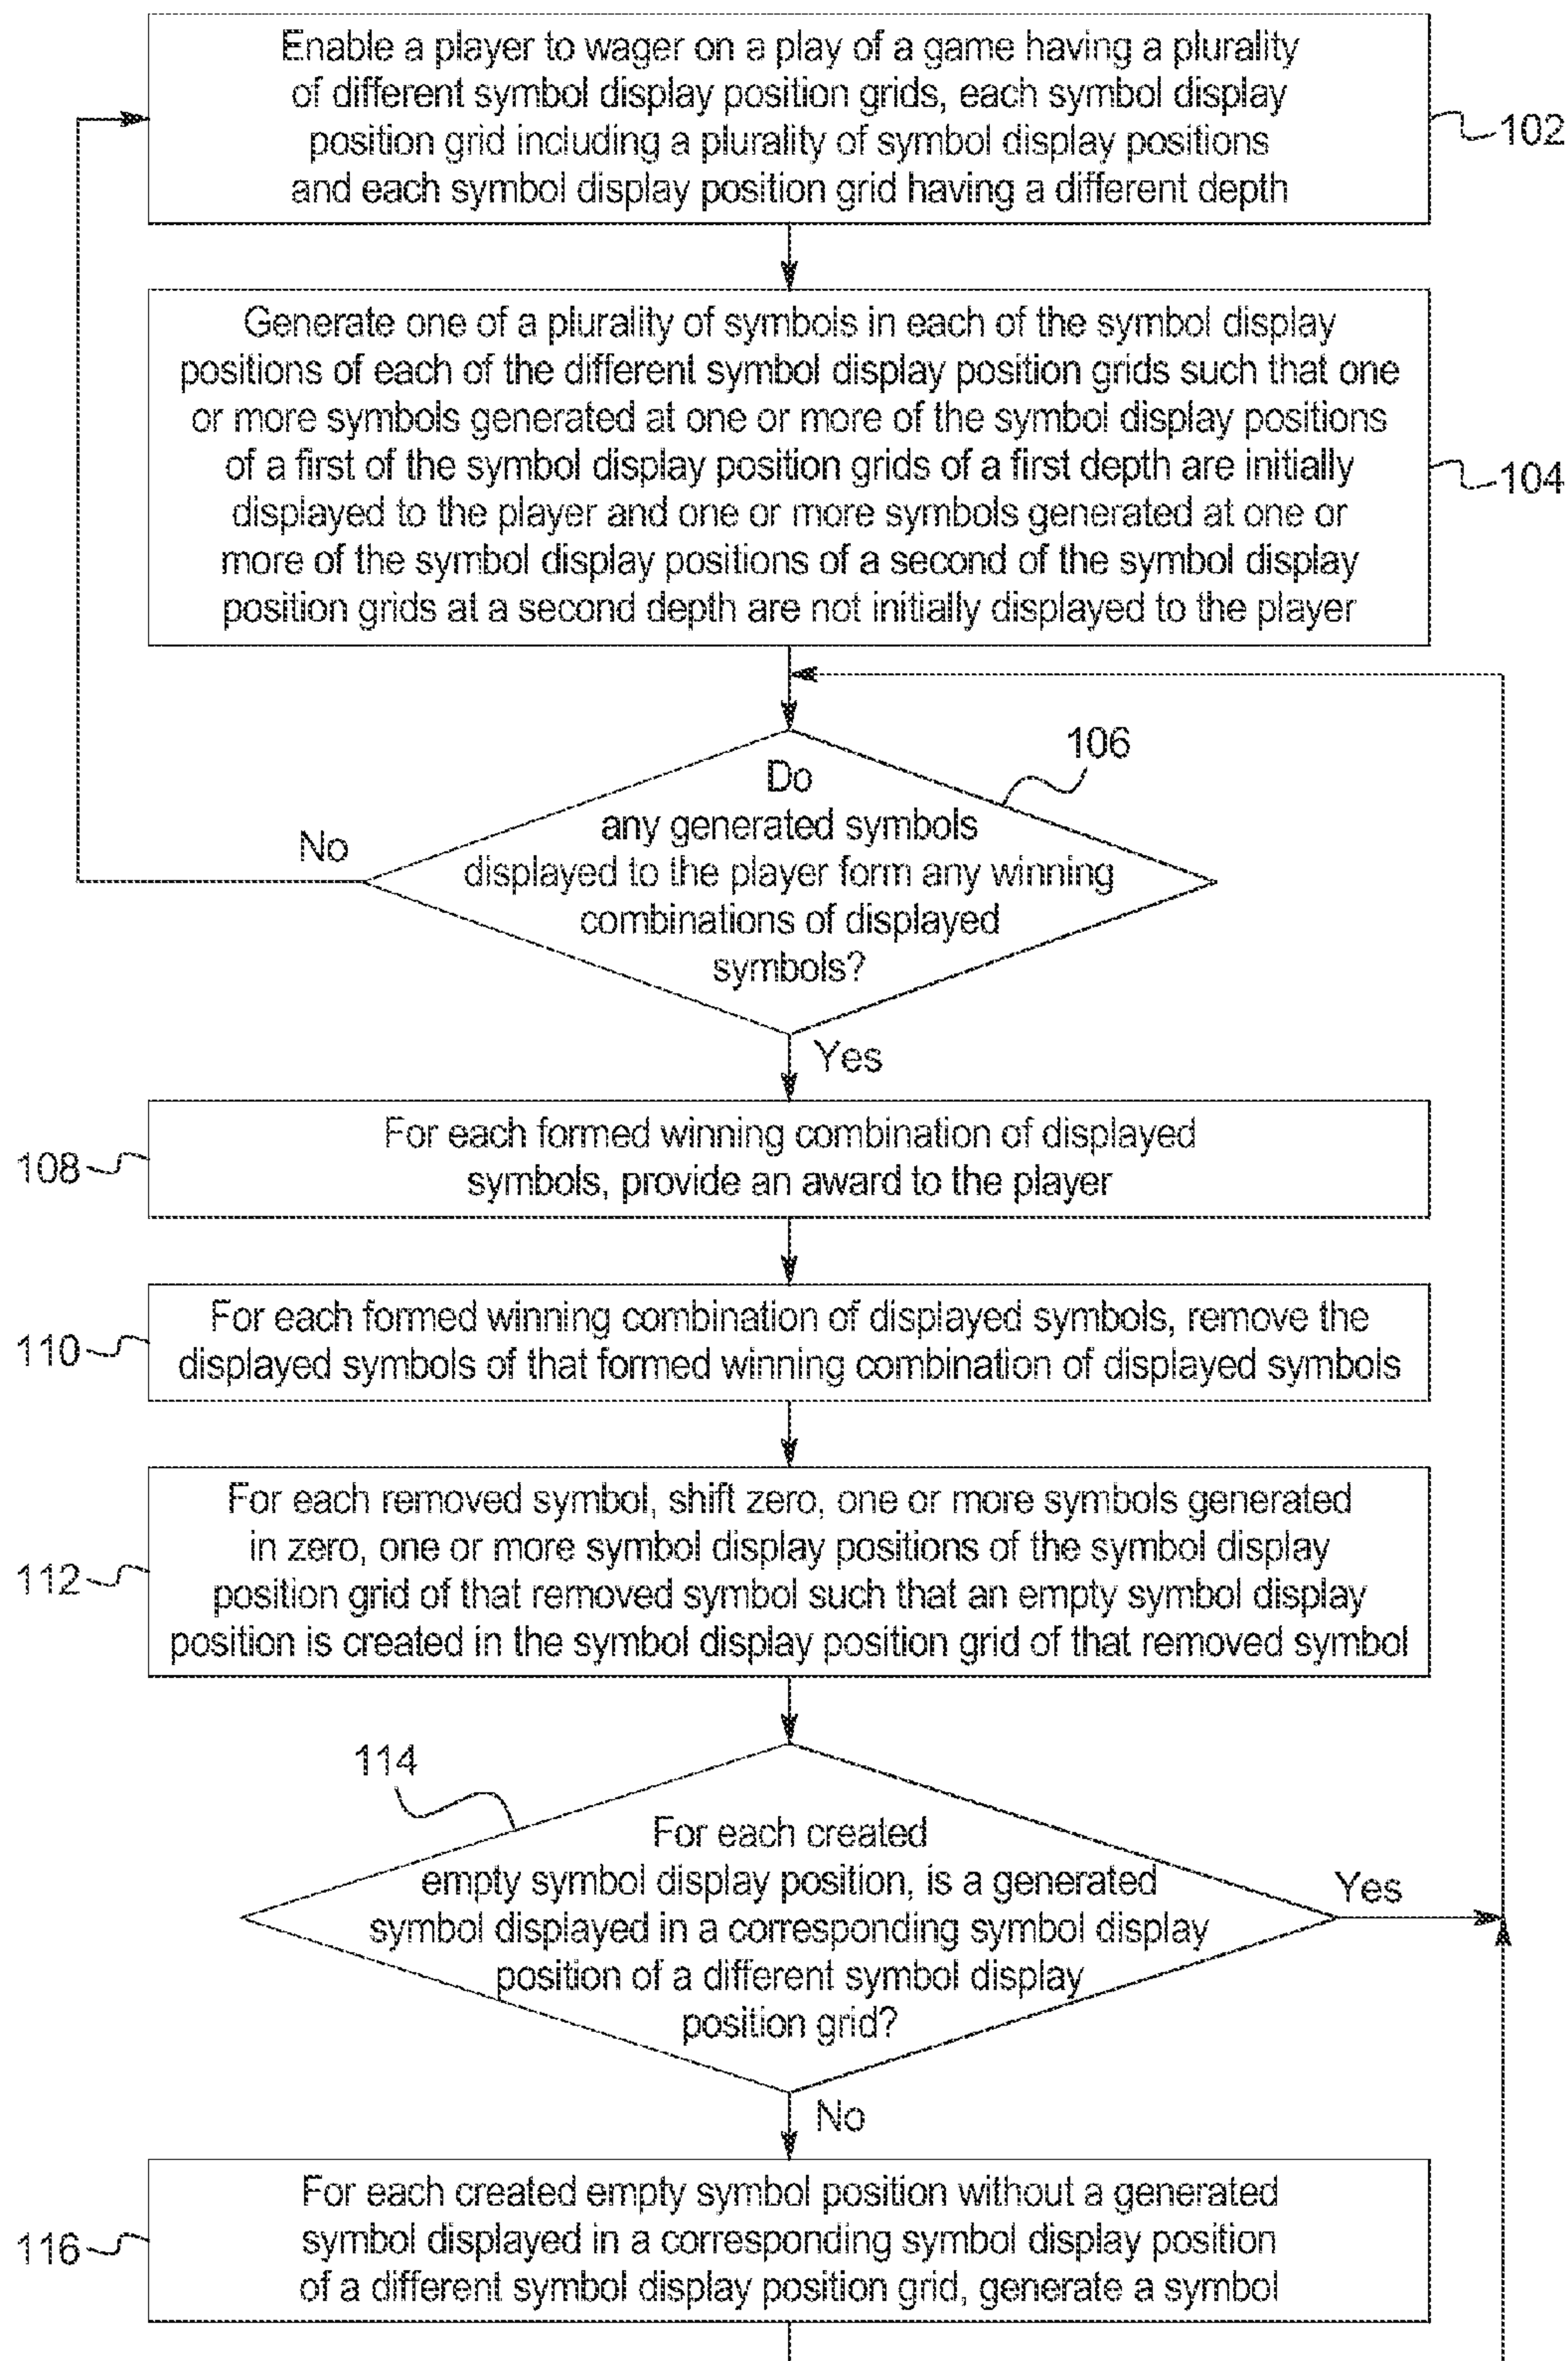 Enable a player to wager on a play of a game having a plurality
of different symbol display position grids, each symbol display
position grid including a plurality of symbol display positions
and each symbol display position grid having a different depth
102
Generate one of a plurality of symbols in each of the symbol display
positions of each of the different symbol display position grids such that one
or more symbols generated at one or more of the symbol display positions
of a first of the symbol display position grids of a first depth are initially
displayed to the player and one or more symbols generated at one or
more of the symbol display positions of a second of the symbol display
position grids at a second depth are not initially displayed to the player
104
106
Do
any generated symbols
displayed to the player form any winning
combinations of displayed
symbols?
No
Yes
For each formed winning combination of displayed
symbols, provide an award to the player
108
For each formed winning combination of displayed symbols, remove the
displayed symbols of that formed winning combination of displayed symbols
110
For each removed symbol, shift zero, one or more symbols generated
in zero, one or more symbol display positions of the symbol display
position grid of that removed symbol such that an empty symbol display
position is created in the symbol display position grid of that removed symbol
112
114
For each created
empty symbol display position, is a generated
symbol displayed in a corresponding symbol display
position of a different symbol display
position grid?
Yes
No
For each created empty symbol position without a generated
symbol displayed in a corresponding symbol display position
of a different symbol display position grid, generate a symbol
116